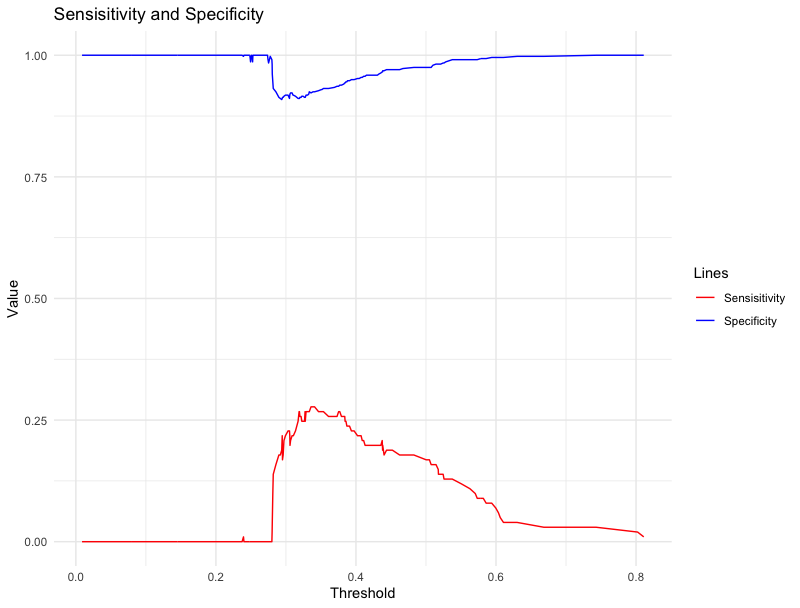 Sensisitivity and Specificity
1.00
0.75
0.50
0.25
0.00
Value
0.0
0.2
0.4
0.6
0.8
Threshold
Lines
Sensisitivity
Specificity